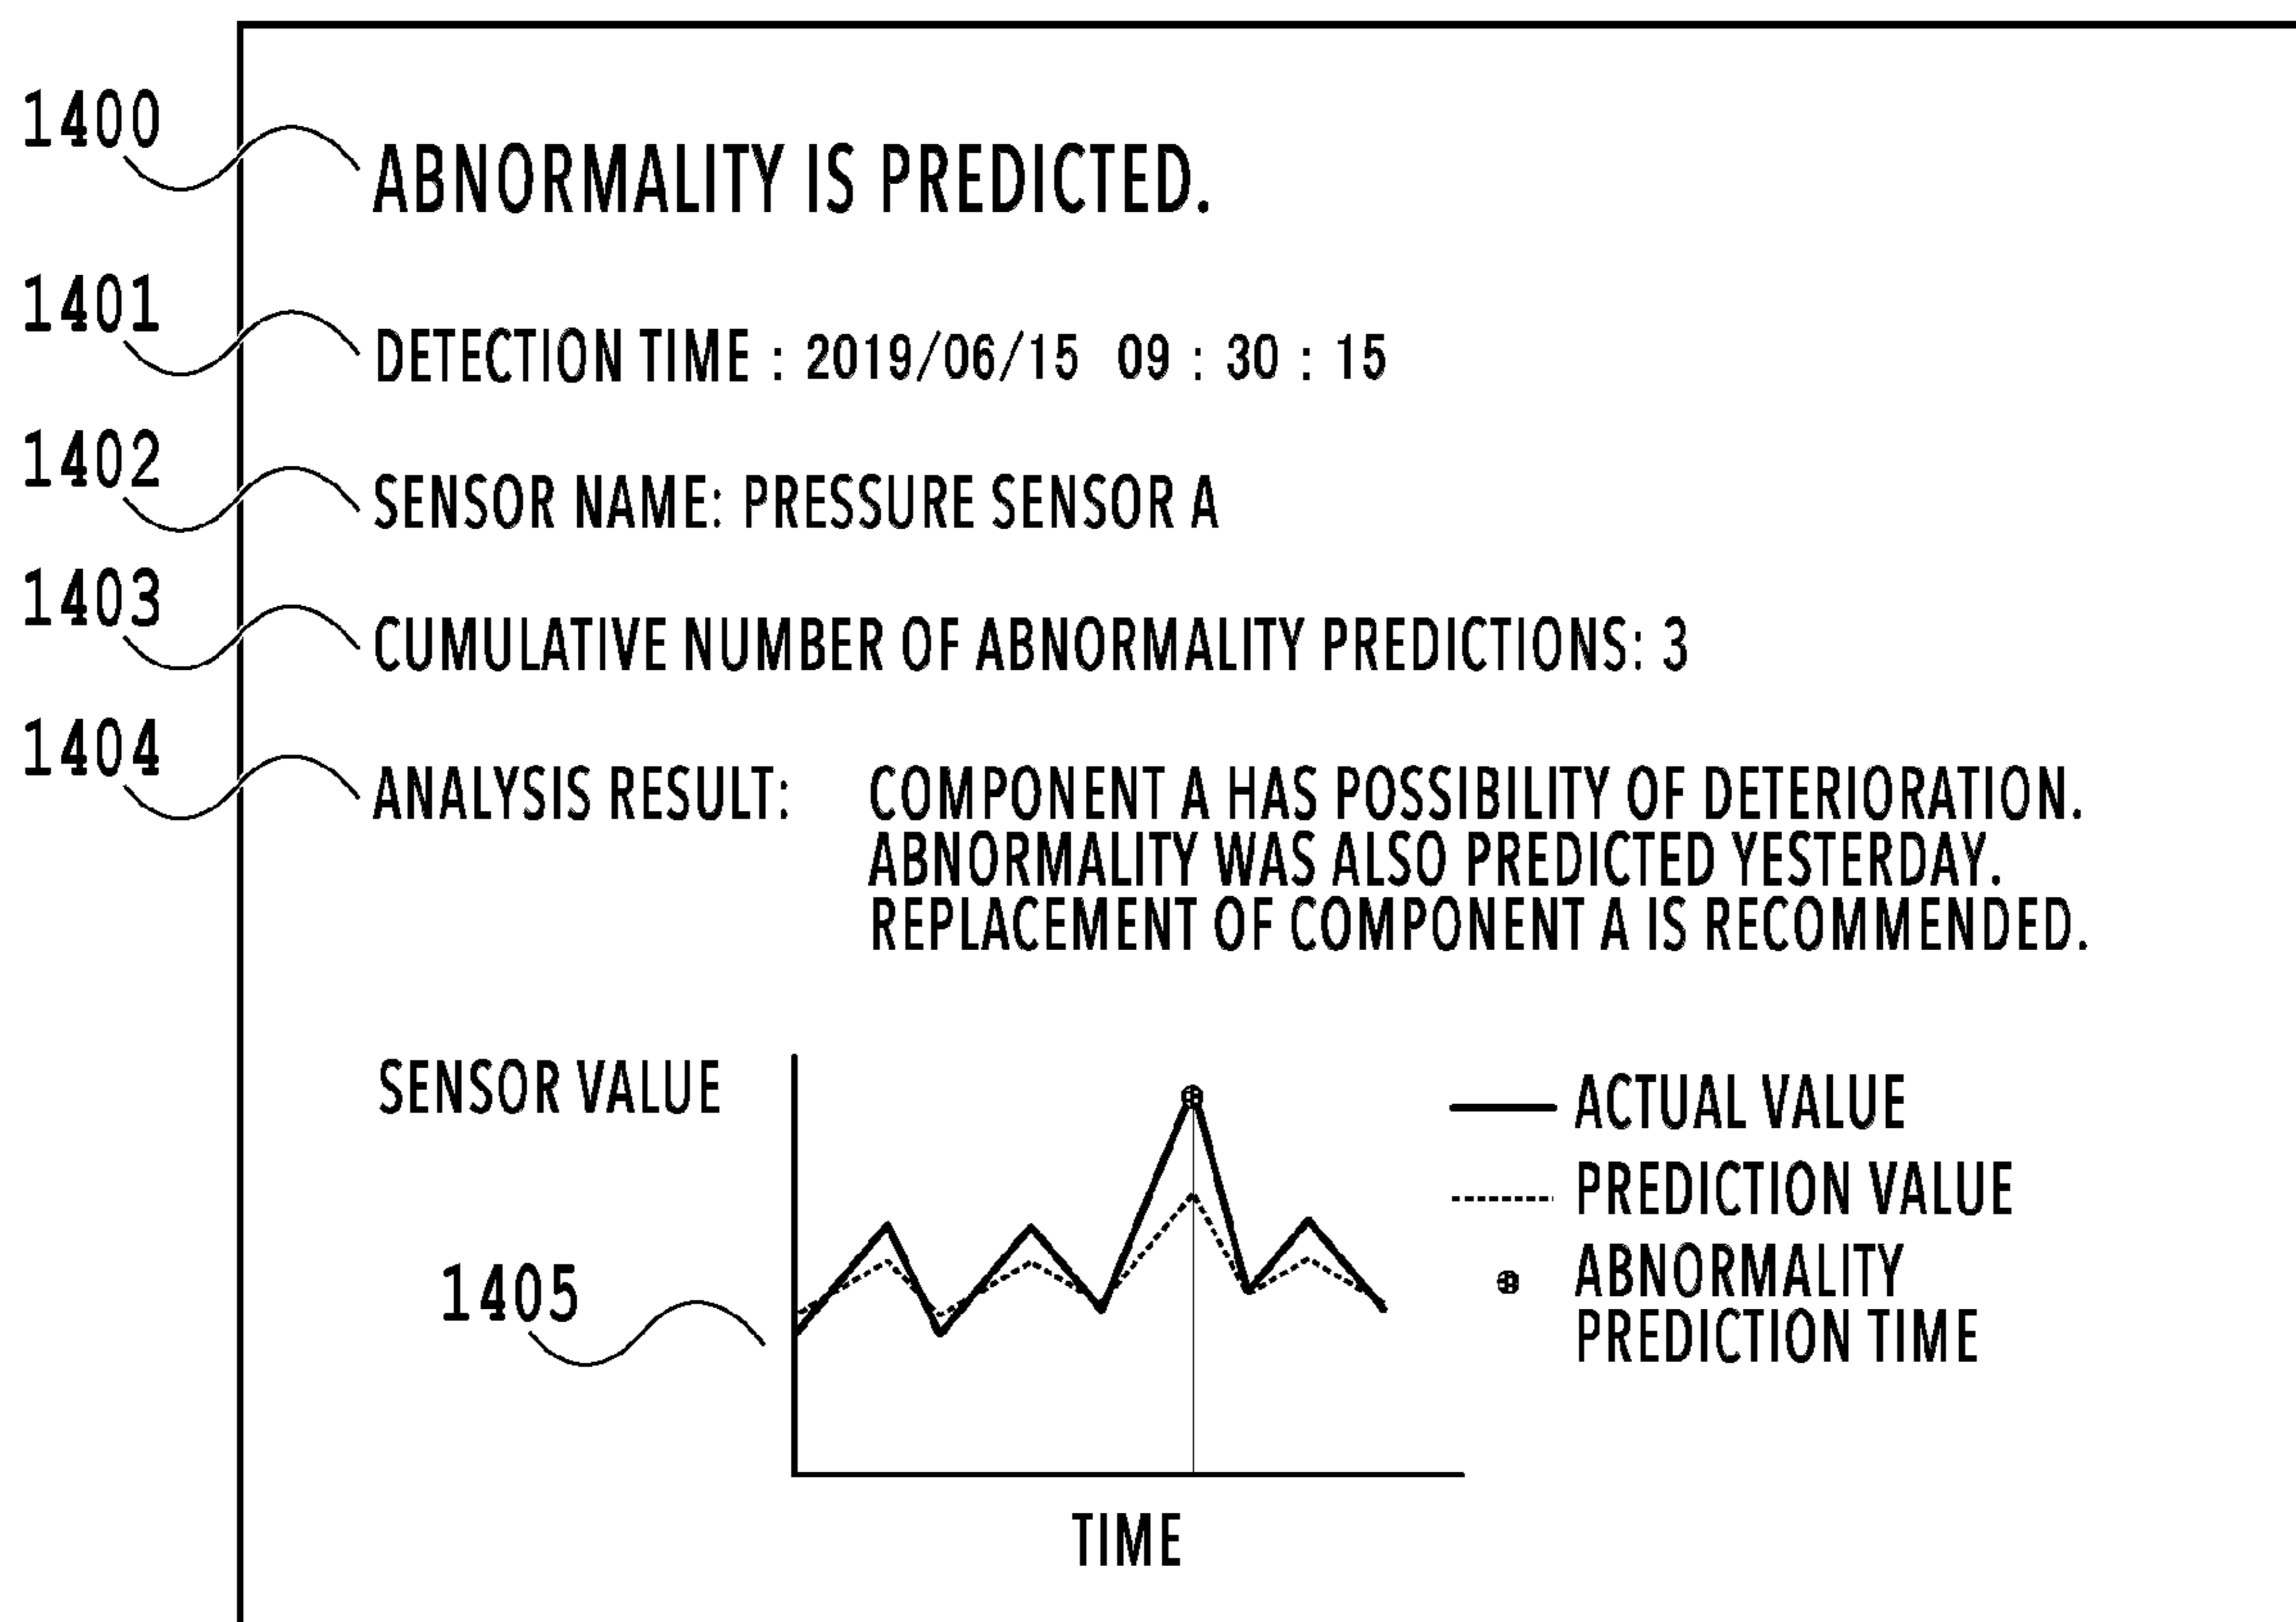 1400
ABNORMALITY IS PREDICTED.
1401
DETECTION TIME : 2019/06/15 09 : 30 : 15
1402
SENSOR NAME: PRESSURE SENSOR A
1403
CUMULATIVE NUMBER OF ABNORMALITY PREDICTIONS: 3
1404
ANALYSIS RESULT: COMPONENT A HAS POSSIBILITY OF DETERIORATION.
ABNORMALITY WAS ALSO PREDICTED YESTERDAY.
REPLACEMENT OF COMPONENT A IS RECOMMENDED.
SENSOR VALUE
1405
ACTUAL VALUE
PREDICTION VALUE
ABNORMALITY
PREDICTION TIME
TIME